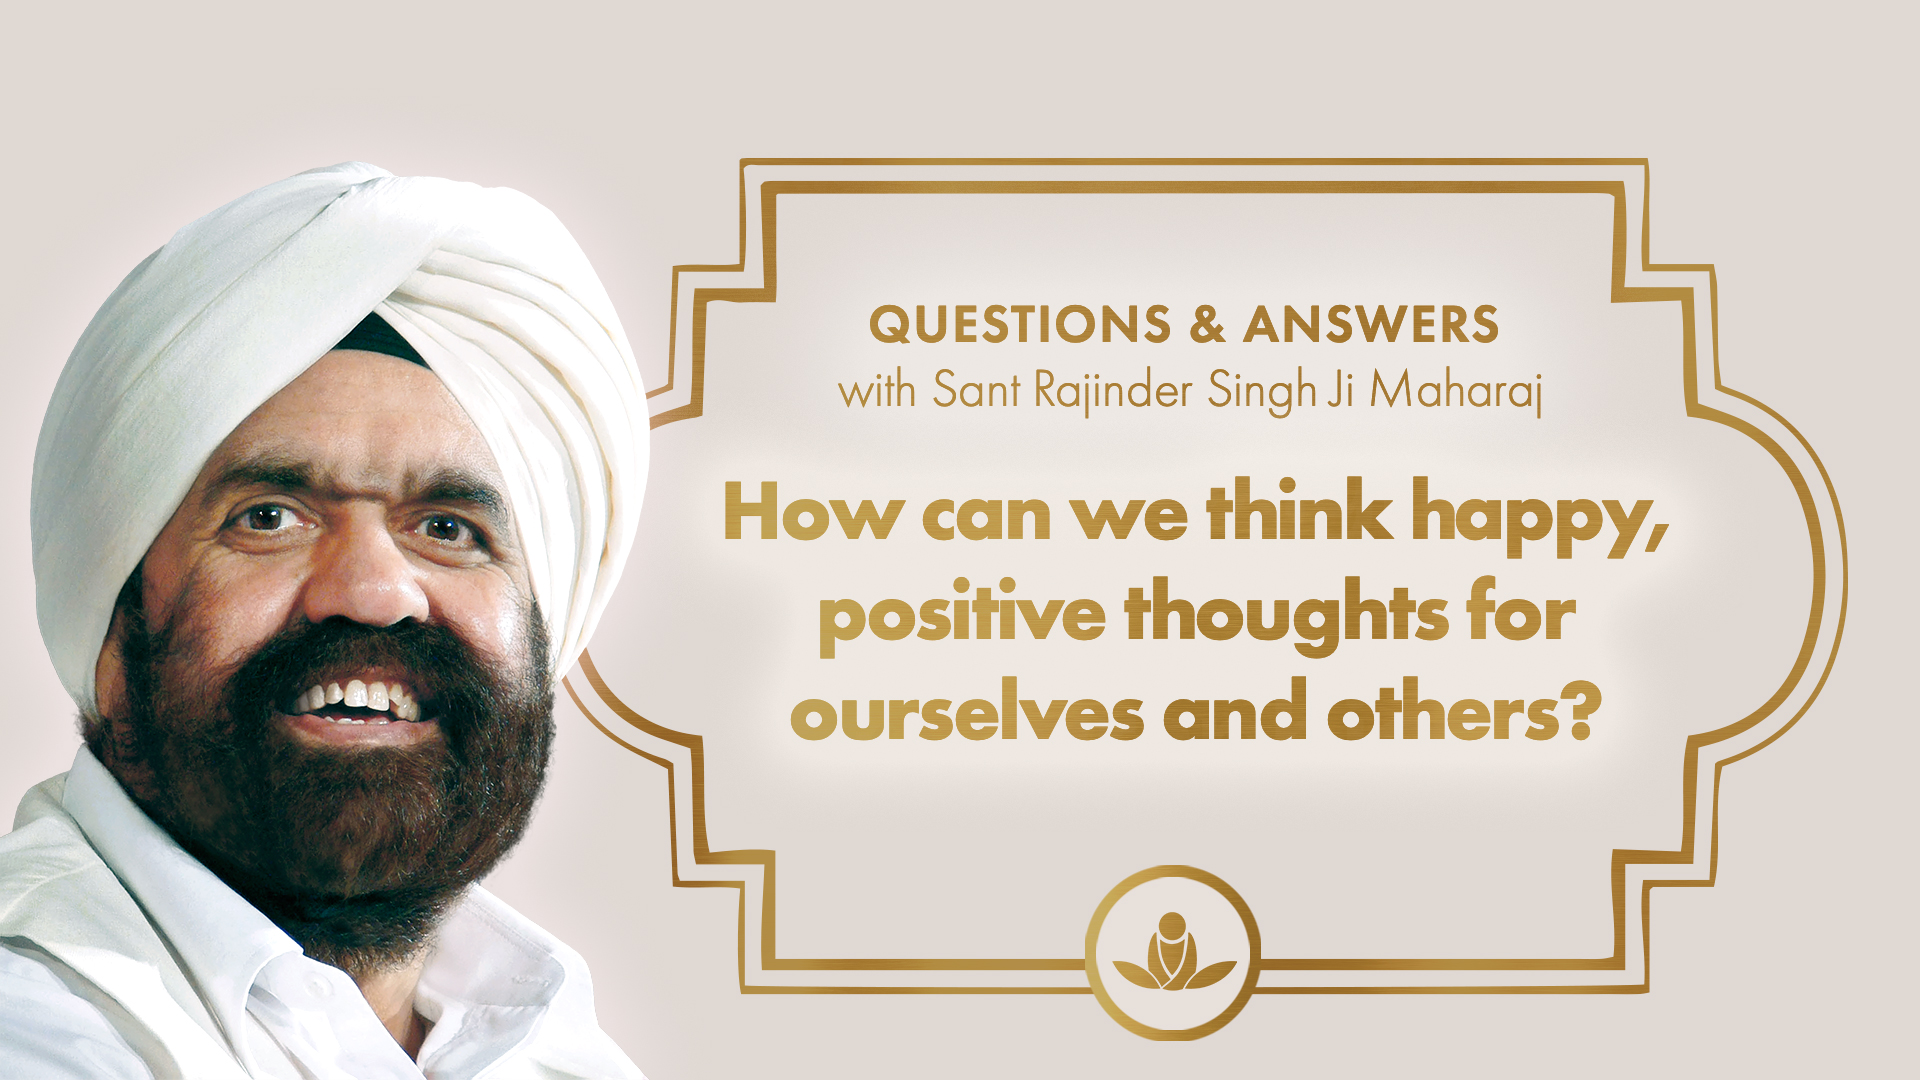 QUESTIONS & ANSWERS
with Sant Rajinder Singh Ji Maharaj
How can we think happy,
positive thoughts for
ourselves and others?